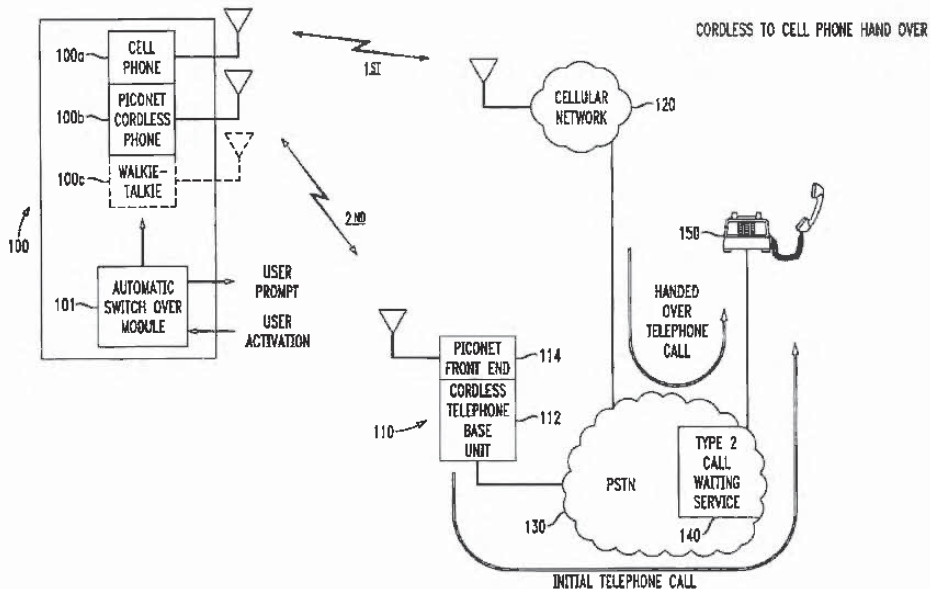 CORDLESS TO CELL PHONE HAND OVER
100a
CELL
PHONE
100b
PICONET
CORDLESS
PHONE
100c
WALKIE-
TALKIE
100
101
AUTOMATIC
SWITCH OVER
MODULE
USER
PROMPT
USER
ACTIVATION
1ST
2ND
CELLULAR
NETWORK
120
150
HANDED
OVER
TELEPHONE
CALL
PICONET
FRONT END
114
CORDLESS
TELEPHONE
BASE
UNIT
112
110
PSTN
130
TYPE 2
CALL
WAITING
SERVICE
140
INITIAL TELEPHONE CALL